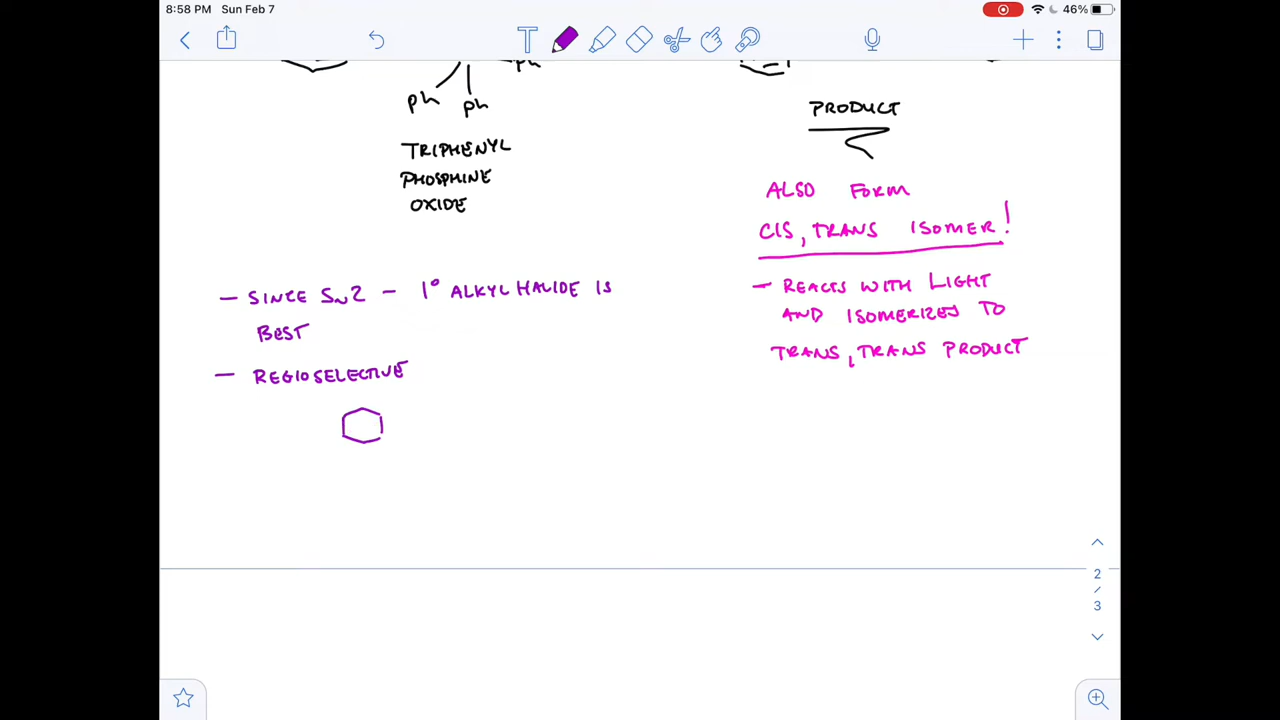 8:58 PM Sun Feb 7
46%
T
ph
ph ph
PRODUCT
TRIPHENYL
PHOSPHINE
OXIDE
ALSO FORM
CIS, TRANS ISOMER!
- SINCE SN2 - 1° ALKYL HALIDE IS
BEST
- REGIOSELECTIVE
- REACTS WITH LIGHT
AND ISOMERIZES TO
TRANS, TRANS PRODUCT
2
/
3